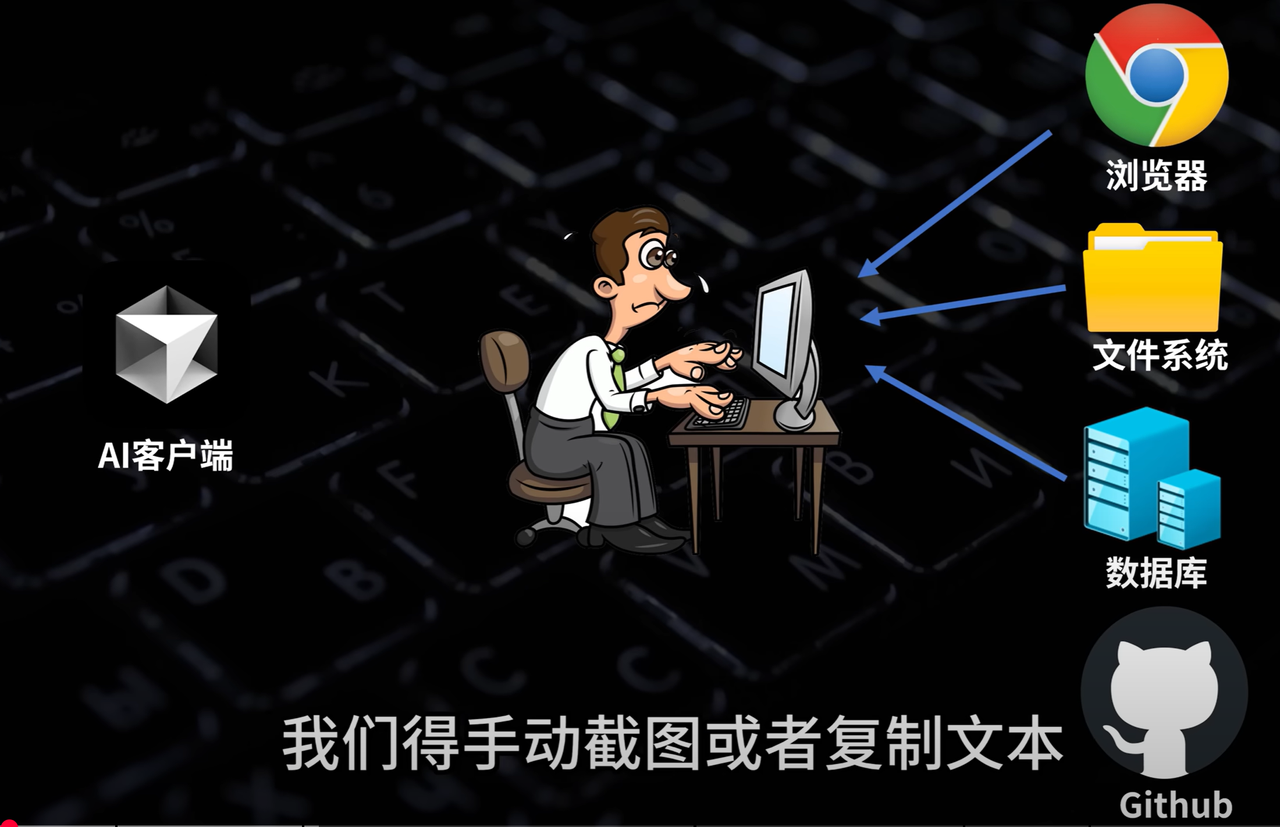 浏览器
文件系统
AI客户端
数据库
我们得手动截图或者复制文本
Github